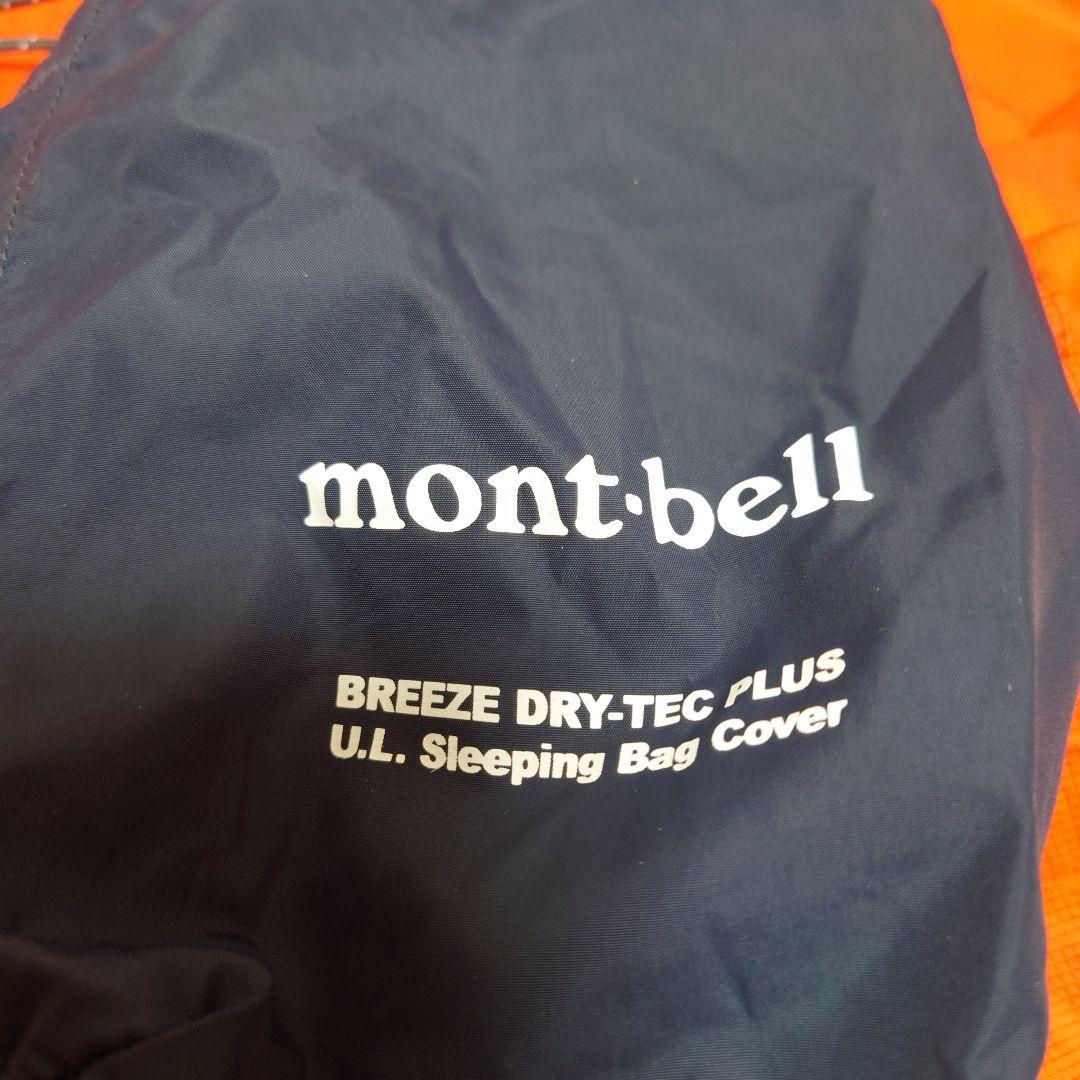 mont·bell
BREEZE DRY-TEC PLUS
U.L. Sleeping Bag Cover